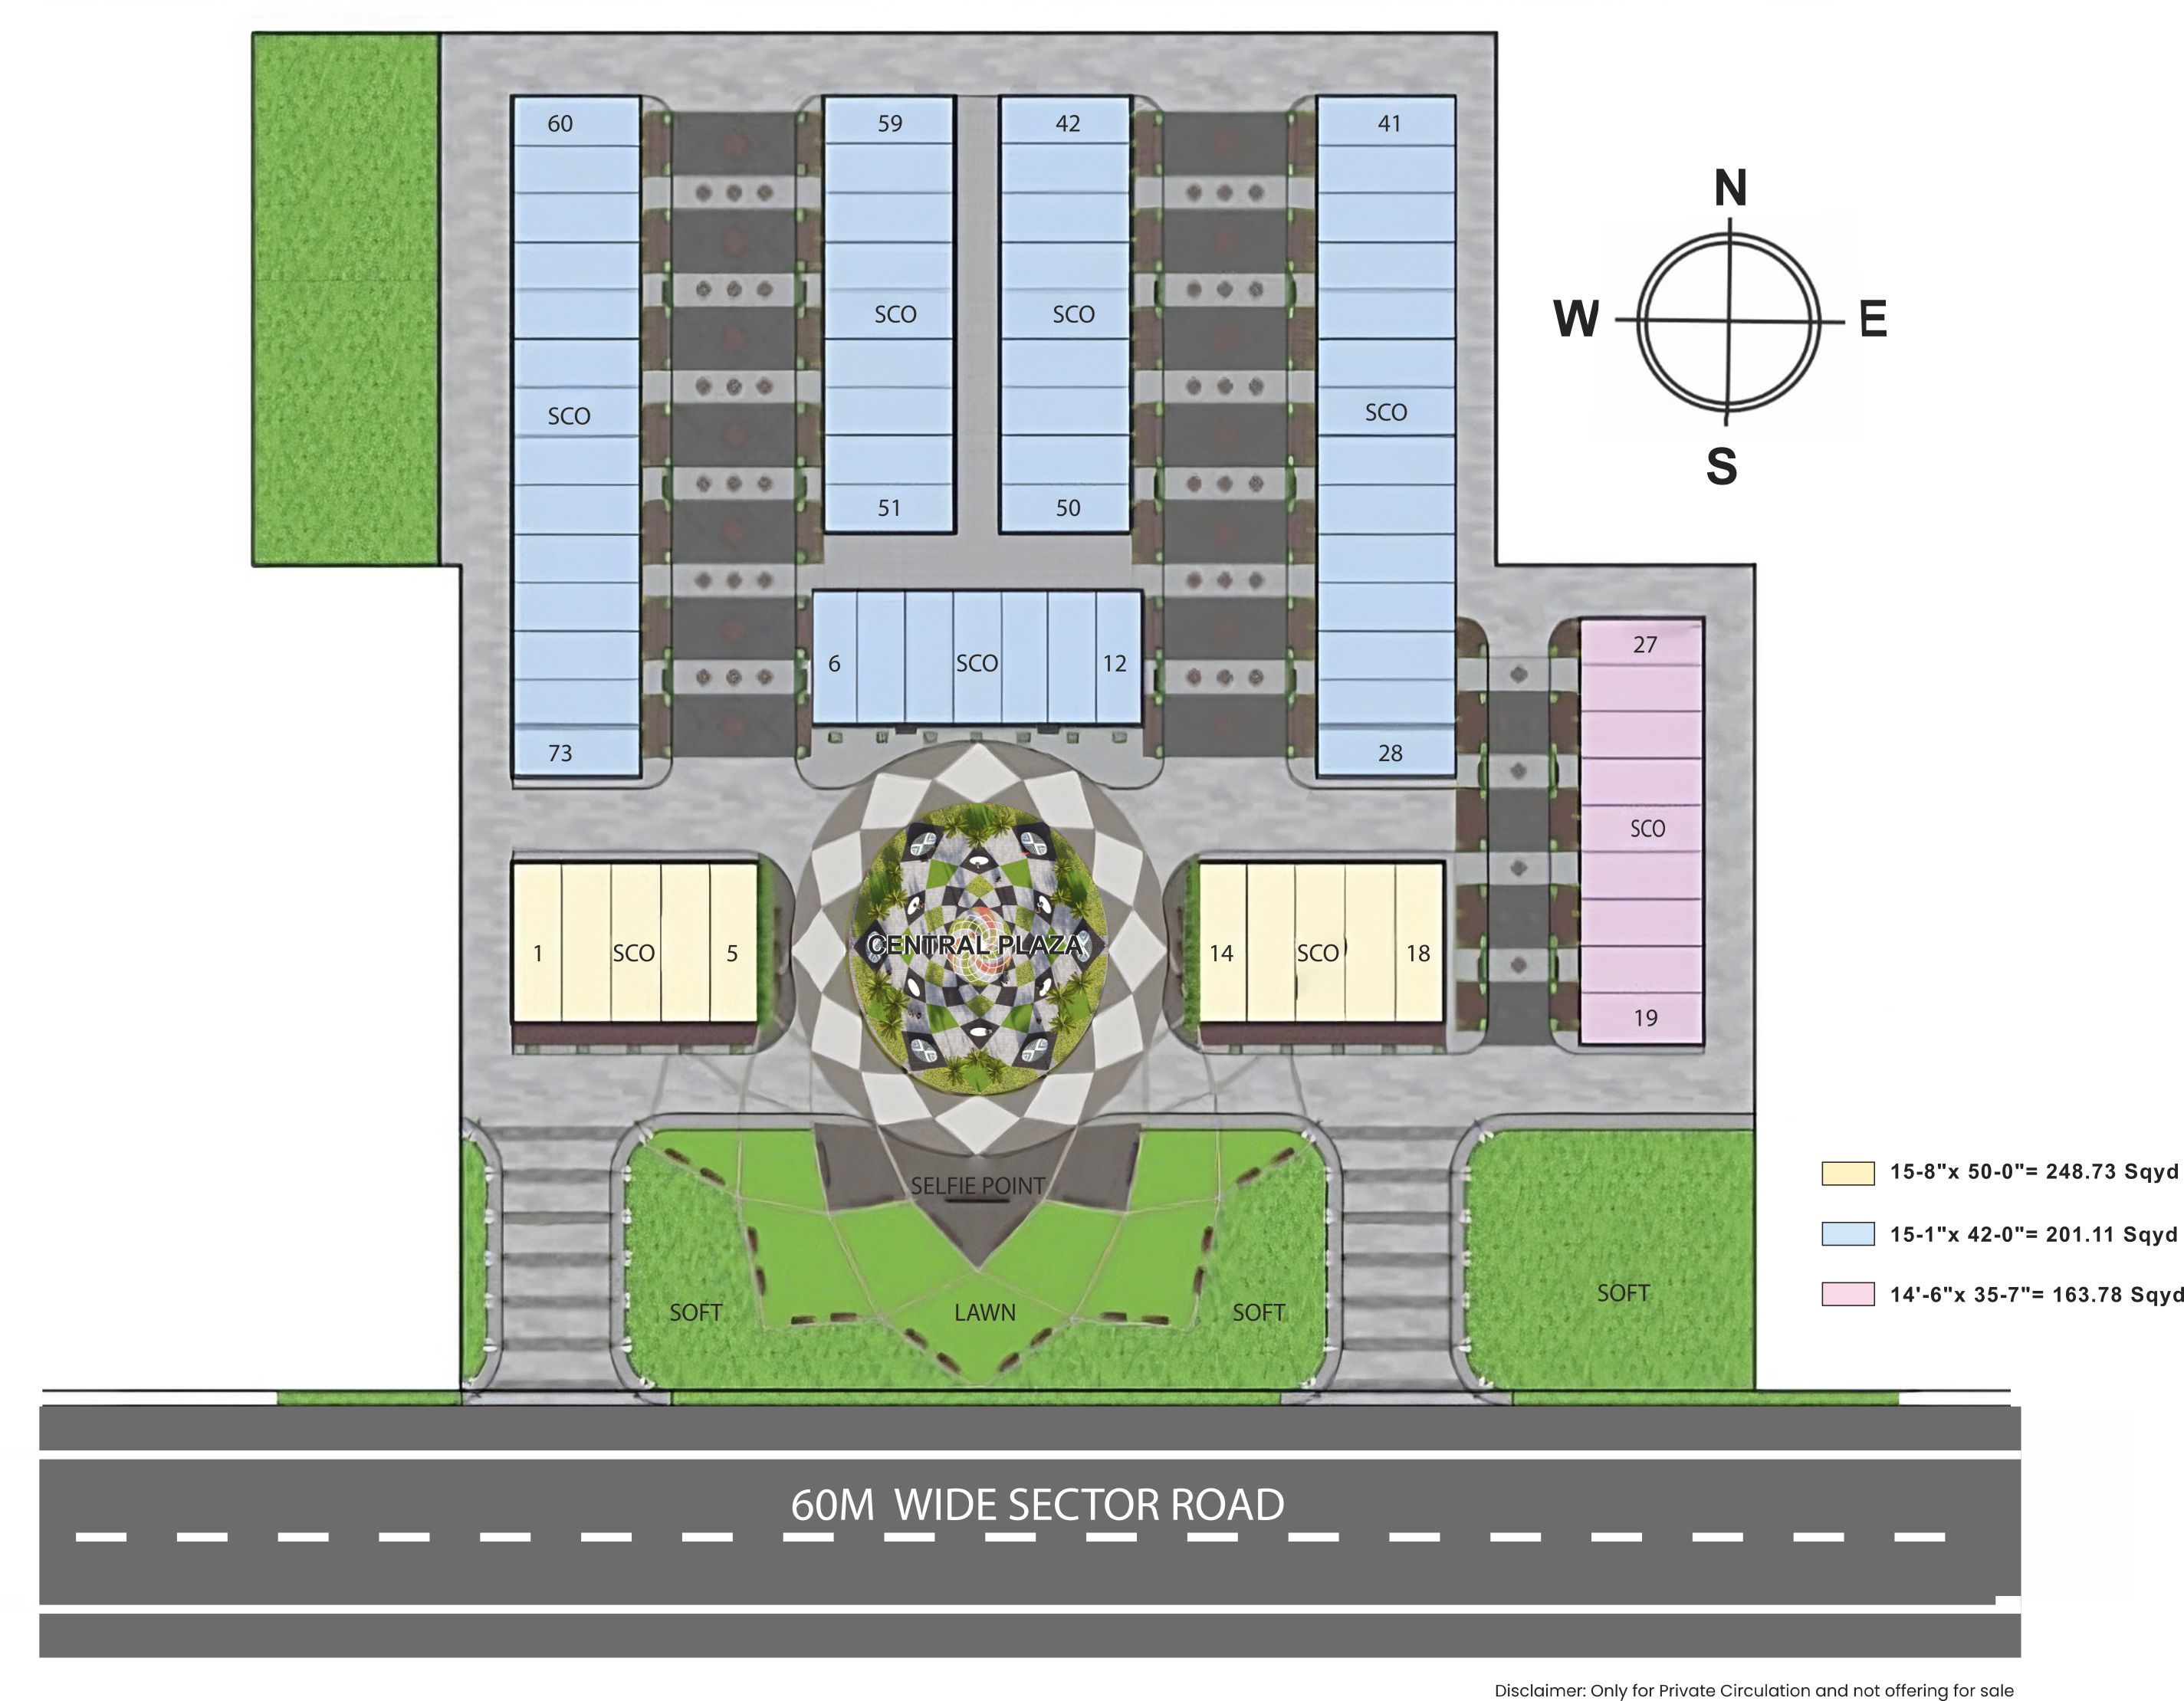 60
59
42
41
N
W
E
S
SCO
SCO
SCO
SCO
51
50
27
6
SCO
12
73
28
SCO
1
SCO
5
CENTRAL PLAZA
14
SCO
18
19
SELFIE POINT
15-8"x 50-0"= 248.73 Sqyd
15-1"x 42-0"= 201.11 Sqyd
14'-6"x 35-7"= 163.78 Sqyd
SOFT
LAWN
SOFT
SOFT
60M WIDE SECTOR ROAD
Disclaimer: Only for Private Circulation and not offering for sale